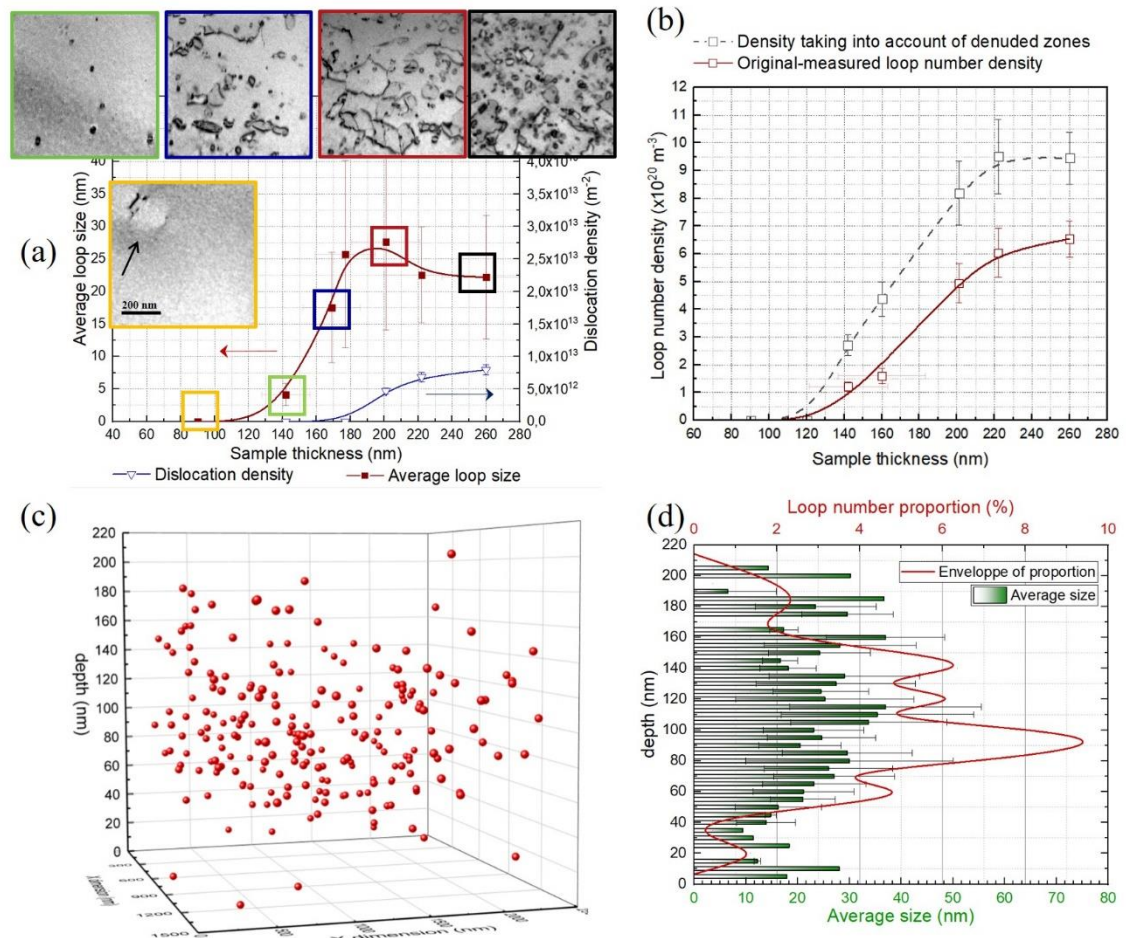 (a)
200 nm
Average loop size (nm)
40
35
30
25
20
15
10
5
0
3,5x10¹³
3,0x10¹³
2,5x10¹³
2,0x10¹³
1,5x10¹³
1,0x10¹³
5,0x10¹²
0,0
Dislocation density (m⁻²)
40 60 80 100 120 140 160 180 200 220 240 260 280
Sample thickness (nm)
Dislocation density
Average loop size
(b)
Density taking into account of denuded zones
Original-measured loop number density
Loop number density (x10²⁰ m⁻³)
12
11
10
9
8
7
6
5
4
3
2
1
0
60 80 100 120 140 160 180 200 220 240 260 280
Sample thickness (nm)
(c)
depth (nm)
220
200
180
160
140
120
100
80
60
40
20
0
600
900
1200
1500
dimension (nm)
(d)
Loop number proportion (%)
0 2 4 6 8 10
Enveloppe of proportion
Average size
depth (nm)
200
180
160
140
120
100
80
60
40
20
0
0 10 20 30 40 50 60 70 80
Average size (nm)